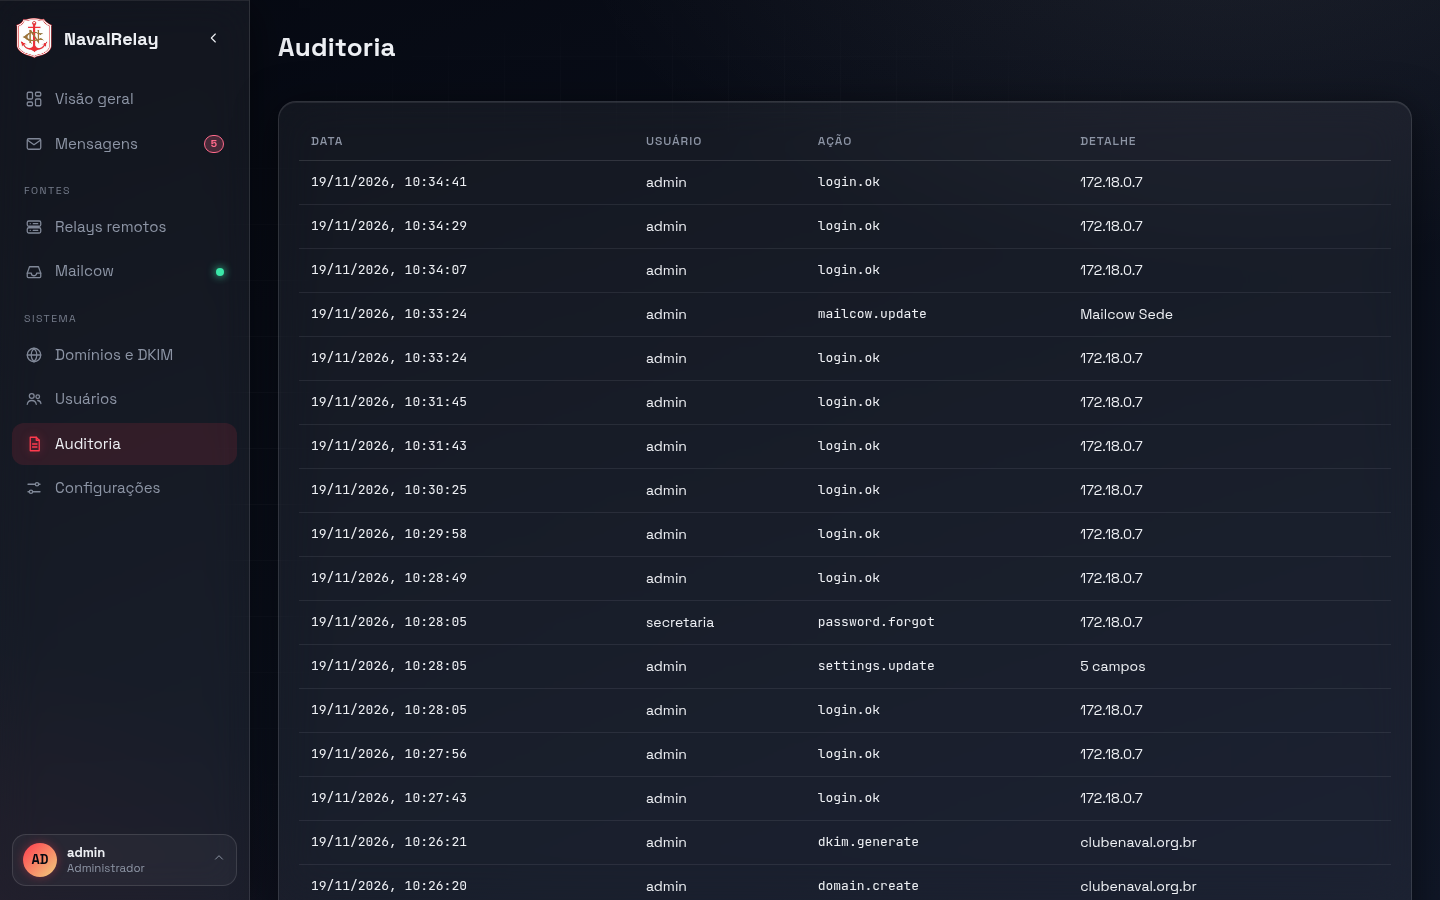 NavalRelay
Visão geral
Mensagens 5
FONTES
Relays remotos
Mailcow
SISTEMA
Domínios e DKIM
Usuários
Auditoria
Configurações
AD
admin
Administrador
Auditoria
DATA USUÁRIO AÇÃO DETALHE
19/11/2026, 10:34:41 admin login.ok 172.18.0.7
19/11/2026, 10:34:29 admin login.ok 172.18.0.7
19/11/2026, 10:34:07 admin login.ok 172.18.0.7
19/11/2026, 10:33:24 admin mailcow.update Mailcow Sede
19/11/2026, 10:33:24 admin login.ok 172.18.0.7
19/11/2026, 10:31:45 admin login.ok 172.18.0.7
19/11/2026, 10:31:43 admin login.ok 172.18.0.7
19/11/2026, 10:30:25 admin login.ok 172.18.0.7
19/11/2026, 10:29:58 admin login.ok 172.18.0.7
19/11/2026, 10:28:49 admin login.ok 172.18.0.7
19/11/2026, 10:28:05 secretaria password.forgot 172.18.0.7
19/11/2026, 10:28:05 admin settings.update 5 campos
19/11/2026, 10:28:05 admin login.ok 172.18.0.7
19/11/2026, 10:27:56 admin login.ok 172.18.0.7
19/11/2026, 10:27:43 admin login.ok 172.18.0.7
19/11/2026, 10:26:21 admin dkim.generate clubenaval.org.br
19/11/2026, 10:26:20 admin domain.create clubenaval.org.br